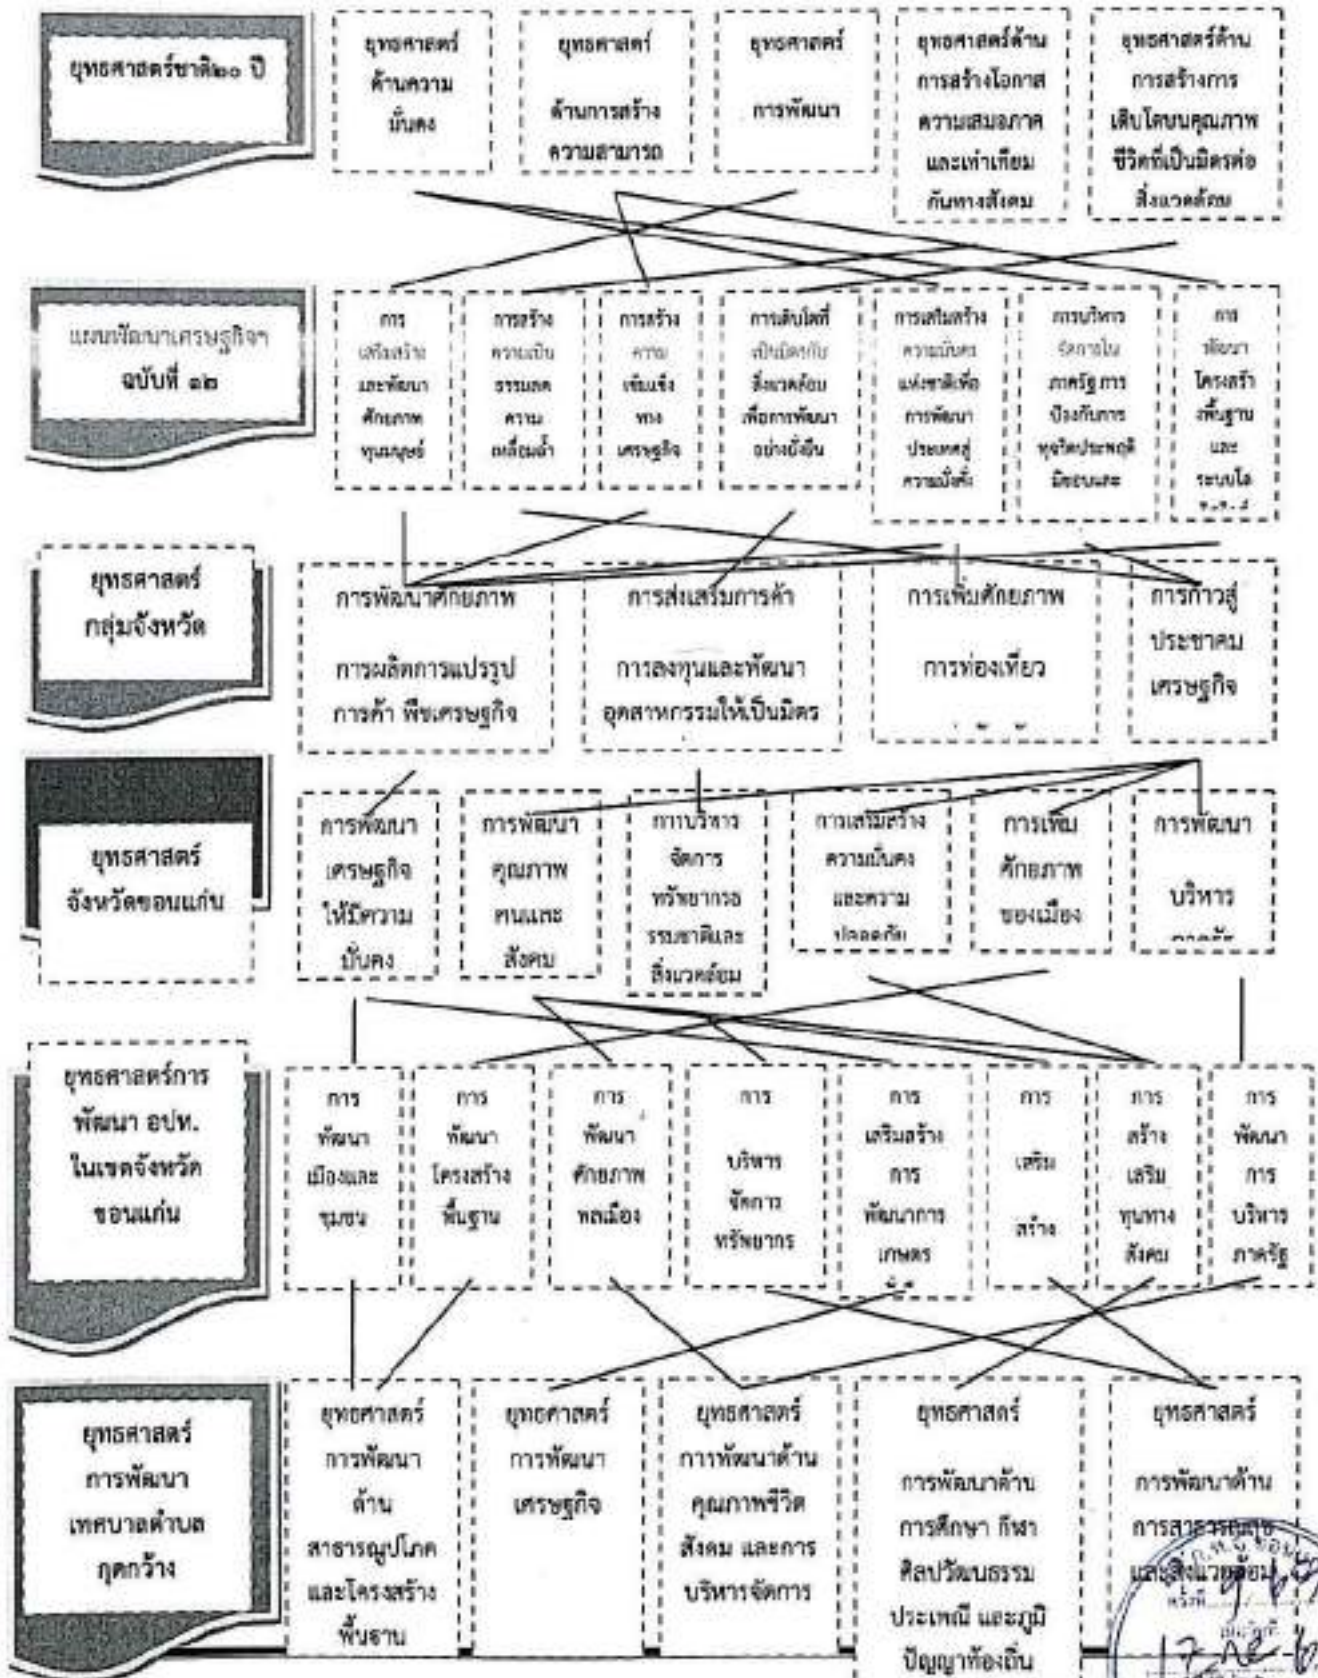 ยุทธศาสตร์ชาติ๒๐ ปี
ยุทธศาสตร์
ด้านความ
มั่นคง
ยุทธศาสตร์
ด้านการสร้าง
ความสามารถ
ยุทธศาสตร์
การพัฒนา
ยุทธศาสตร์ด้าน
การสร้างโอกาส
ความเสมอภาค
และเท่าเทียม
กันทางสังคม
ยุทธศาสตร์ด้าน
การสร้างการ
เติบโตบนคุณภาพ
ชีวิตที่เป็นมิตรต่อ
สิ่งแวดล้อม
แผนพัฒนาเศรษฐกิจฯ
ฉบับที่ ๑๒
การ
เสริมสร้าง
และพัฒนา
ศักยภาพ
ทุนมนุษย์
การสร้าง
ความเป็น
ธรรมลด
ความ
เหลื่อมล้ำ
การสร้าง
ความ
เข้มแข็ง
ทาง
เศรษฐกิจ
การเติบโตที่
เป็นมิตรกับ
สิ่งแวดล้อม
เพื่อการพัฒนา
อย่างยั่งยืน
การเสริมสร้าง
ความมั่นคง
แห่งชาติเพื่อ
การพัฒนา
ประเทศสู่
ความมั่งคั่ง
การบริหาร
จัดการใน
ภาครัฐ การ
ป้องกันการ
ทุจริตประพฤติ
มิชอบและ
การ
พัฒนา
โครงสร้า
งพื้นฐาน
และ
ระบบโล
ยุทธศาสตร์
กลุ่มจังหวัด
การพัฒนาศักยภาพ
การผลิตการแปรรูป
การค้า พืชเศรษฐกิจ
การส่งเสริมการค้า
การลงทุนและพัฒนา
อุตสาหกรรมให้เป็นมิตร
การเพิ่มศักยภาพ
การท่องเที่ยว
การก้าวสู่
ประชาคม
เศรษฐกิจ
ยุทธศาสตร์
จังหวัดขอนแก่น
การพัฒนา
เศรษฐกิจ
ให้มีความ
มั่นคง
การพัฒนา
คุณภาพ
คนและ
สังคม
การบริหาร
จัดการ
ทรัพยากรธ
รรมชาติและ
สิ่งแวดล้อม
การเสริมสร้าง
ความมั่นคง
และความ
ปลอดภัย
การเพิ่ม
ศักยภาพ
ของเมือง
การพัฒนา
บริหาร
ภาครัฐ
ยุทธศาสตร์การ
พัฒนา อปท.
ในเขตจังหวัด
ขอนแก่น
การ
พัฒนา
เมืองและ
ชุมชน
การ
พัฒนา
โครงสร้าง
พื้นฐาน
การ
พัฒนา
ศักยภาพ
พลเมือง
การ
บริหาร
จัดการ
ทรัพยากร
การ
เสริมสร้าง
การ
พัฒนาการ
เกษตร
การ
เสริม
สร้าง
การ
สร้าง
เสริม
ทุนทาง
สังคม
การ
พัฒนา
การ
บริหาร
ภาครัฐ
ยุทธศาสตร์
การพัฒนา
เทศบาลตำบล
กุดกว้าง
ยุทธศาสตร์
การพัฒนา
ด้าน
สาธารณูปโภค
และโครงสร้าง
พื้นฐาน
ยุทธศาสตร์
การพัฒนา
เศรษฐกิจ
ยุทธศาสตร์
การพัฒนาด้าน
คุณภาพชีวิต
สังคม และการ
บริหารจัดการ
ยุทธศาสตร์
การพัฒนาด้าน
การศึกษา กีฬา
ศิลปวัฒนธรรม
ประเพณี และภูมิ
ปัญญาท้องถิ่น
ยุทธศาสตร์
การพัฒนาด้าน
การสาธารณสุข
และสิ่งแวดล้อม